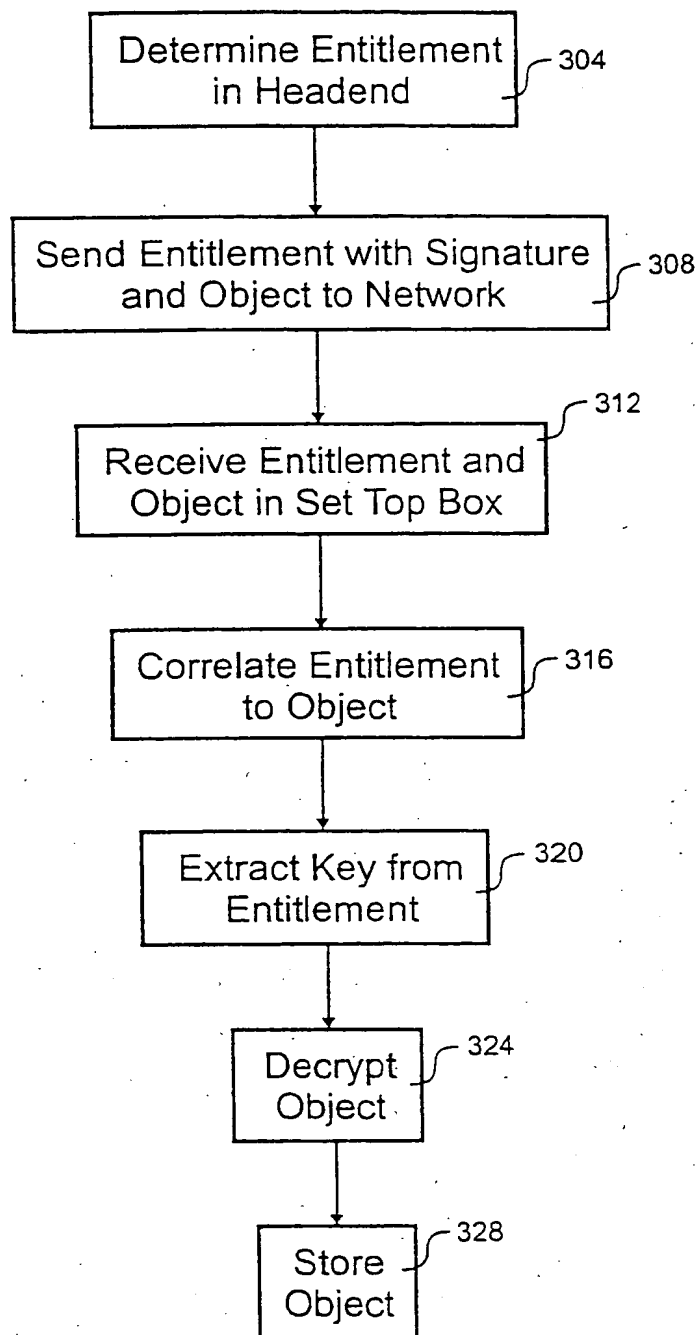 Determine Entitlement
in Headend
304
Send Entitlement with Signature
and Object to Network
308
312
Receive Entitlement and
Object in Set Top Box
Correlate Entitlement
to Object
316
Extract Key from
Entitlement
320
Decrypt
Object
324
Store
Object
328